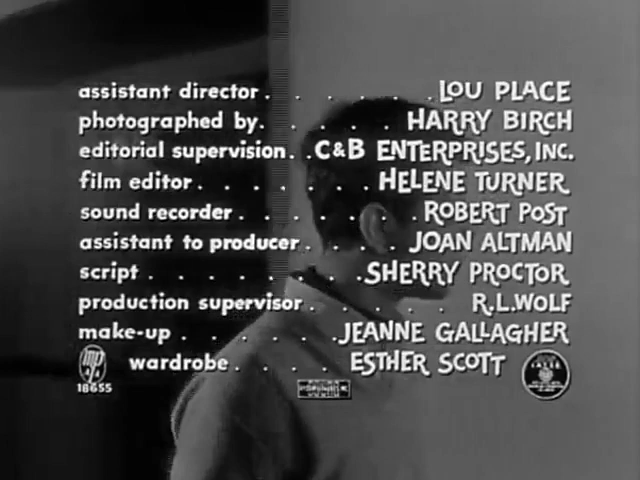 assistant director . . . . . . LOU PLACE
photographed by. . . . . HARRY BIRCH
editorial supervision. . C&B ENTERPRISES, INC.
film editor . . . . . . . HELENE TURNER
sound recorder . . . . . . . ROBERT POST
assistant to producer . . . . JOAN ALTMAN
script . . . . . . . . SHERRY PROCTOR
production supervisor . . . . . R.L.WOLF
make-up . . . . . . JEANNE GALLAGHER
wardrobe . . . . ESTHER SCOTT
18655